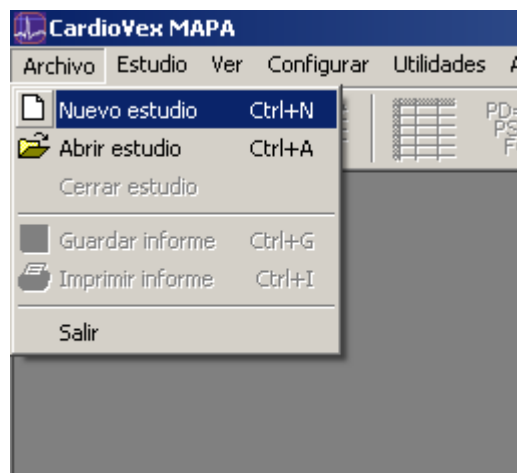 CardioVex MAPA
Archivo Estudio Ver Configurar Utilidades
Nuevo estudio Ctrl+N
Abrir estudio Ctrl+A
Cerrar estudio
Guardar informe Ctrl+G
Imprimir informe Ctrl+I
Salir